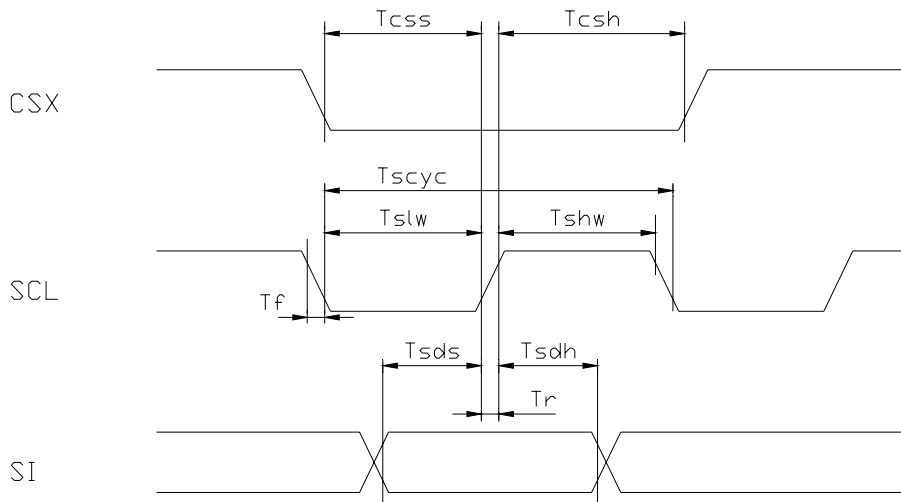 Tcss Tcsh
CSX
Tscyc
Tslw Tshw
SCL
Tf
Tsds Tsdh
Tr
SI